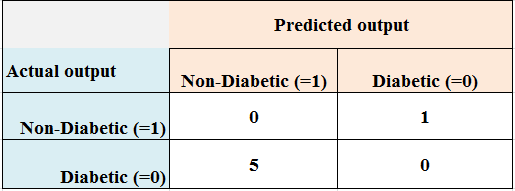 Predicted output
Actual output
Non-Diabetic (=1) Diabetic (=0)
Non-Diabetic (=1) 0 1
Diabetic (=0) 5 0